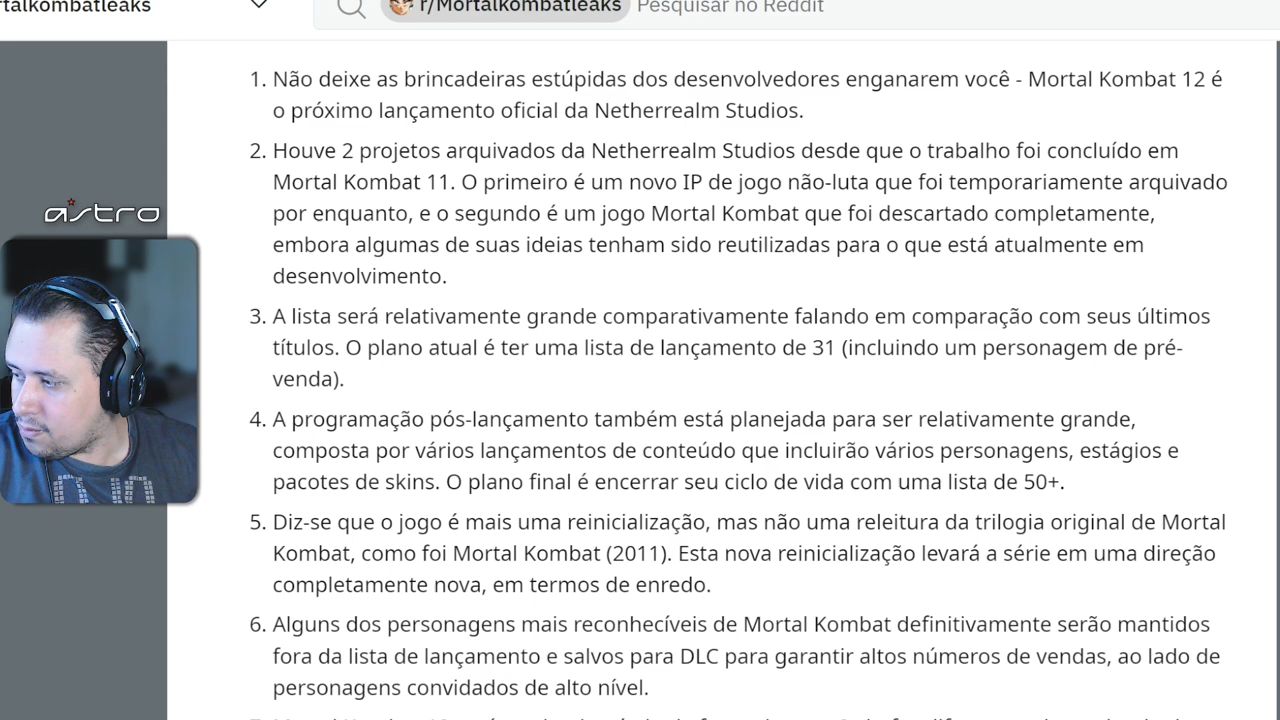 rtalkombatleaks
r/Mortalkombatleaks Pesquisar no Reddit
1. Não deixe as brincadeiras estúpidas dos desenvolvedores enganarem você - Mortal Kombat 12 é
o próximo lançamento oficial da Netherrealm Studios.
2. Houve 2 projetos arquivados da Netherrealm Studios desde que o trabalho foi concluído em
Mortal Kombat 11. O primeiro é um novo IP de jogo não-luta que foi temporariamente arquivado
por enquanto, e o segundo é um jogo Mortal Kombat que foi descartado completamente,
embora algumas de suas ideias tenham sido reutilizadas para o que está atualmente em
desenvolvimento.
3. A lista será relativamente grande comparativamente falando em comparação com seus últimos
títulos. O plano atual é ter uma lista de lançamento de 31 (incluindo um personagem de pré-
venda).
4. A programação pós-lançamento também está planejada para ser relativamente grande,
composta por vários lançamentos de conteúdo que incluirão vários personagens, estágios e
pacotes de skins. O plano final é encerrar seu ciclo de vida com uma lista de 50+.
5. Diz-se que o jogo é mais uma reinicialização, mas não uma releitura da trilogia original de Mortal
Kombat, como foi Mortal Kombat (2011). Esta nova reinicialização levará a série em uma direção
completamente nova, em termos de enredo.
6. Alguns dos personagens mais reconhecíveis de Mortal Kombat definitivamente serão mantidos
fora da lista de lançamento e salvos para DLC para garantir altos números de vendas, ao lado de
personagens convidados de alto nível.
astro